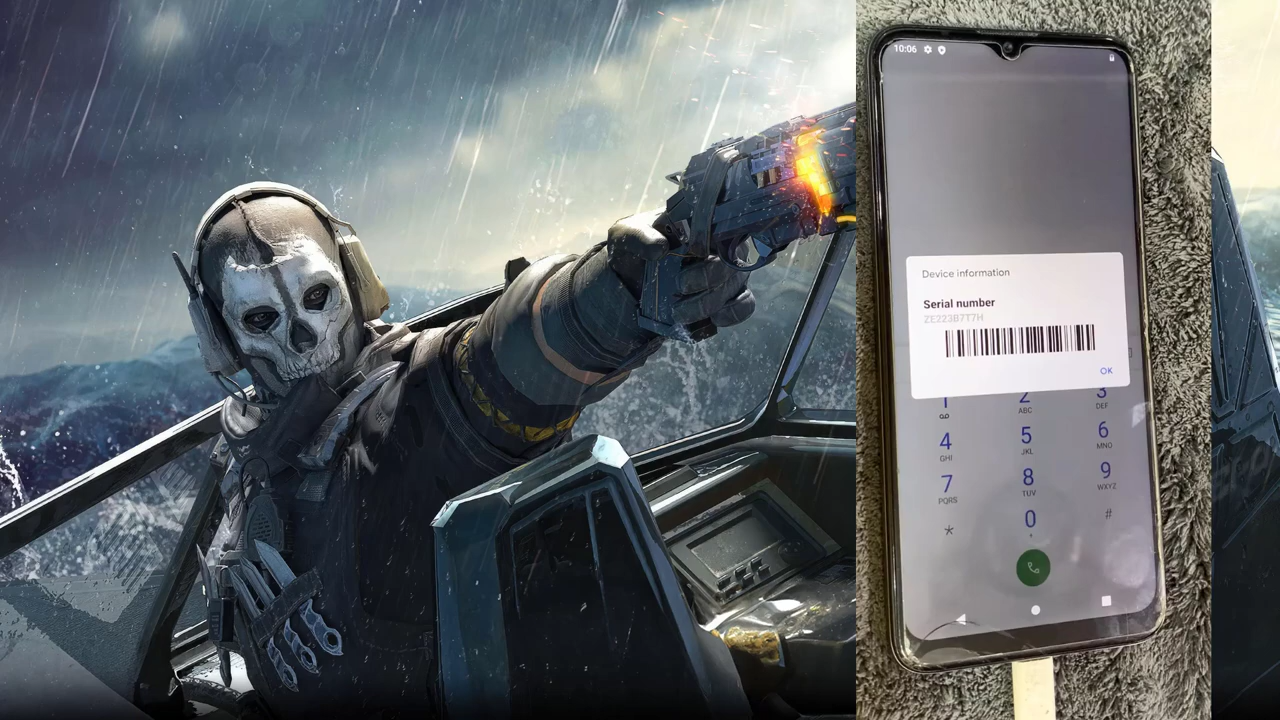 10:06
Device information
Serial number
ZE223B7T7H
OK
1 2 3
ABC DEF
4 5 6
GHI JKL MNO
7 8 9
PQRS TUV WXYZ
* 0 #
+